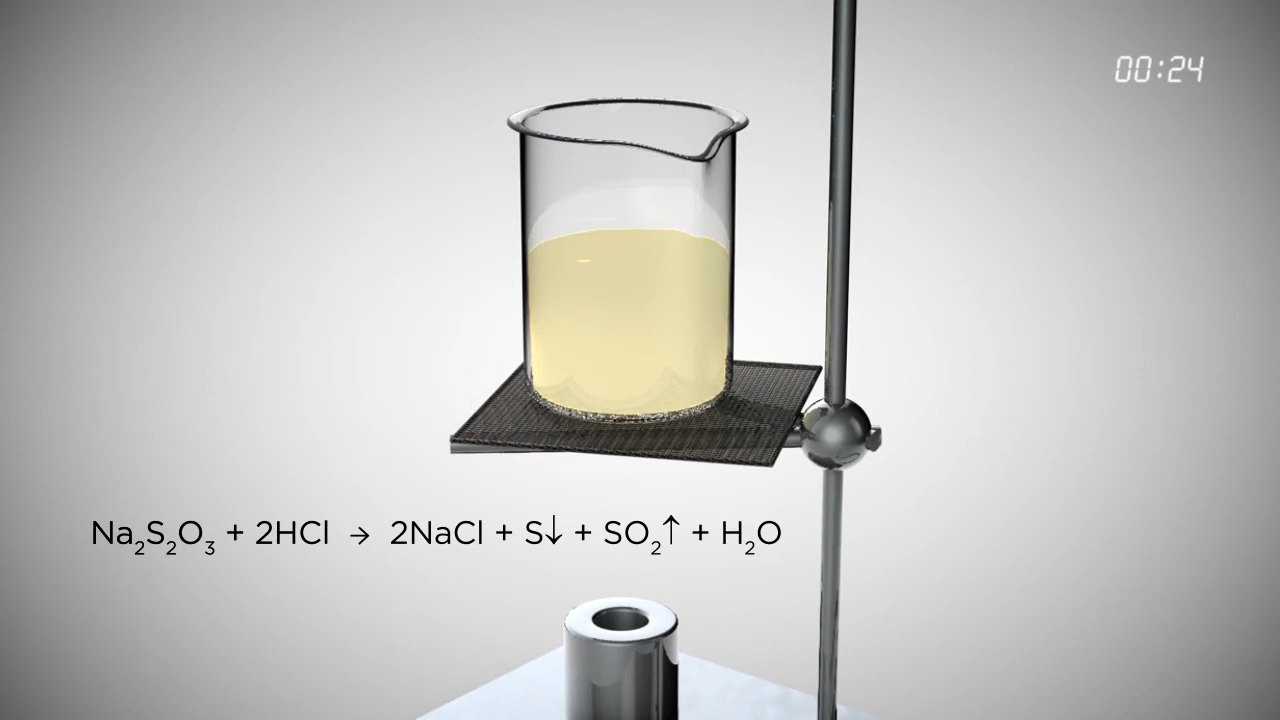 00:24
Na₂S₂O₃ + 2HCl → 2NaCl + S↓ + SO₂↑ + H₂O